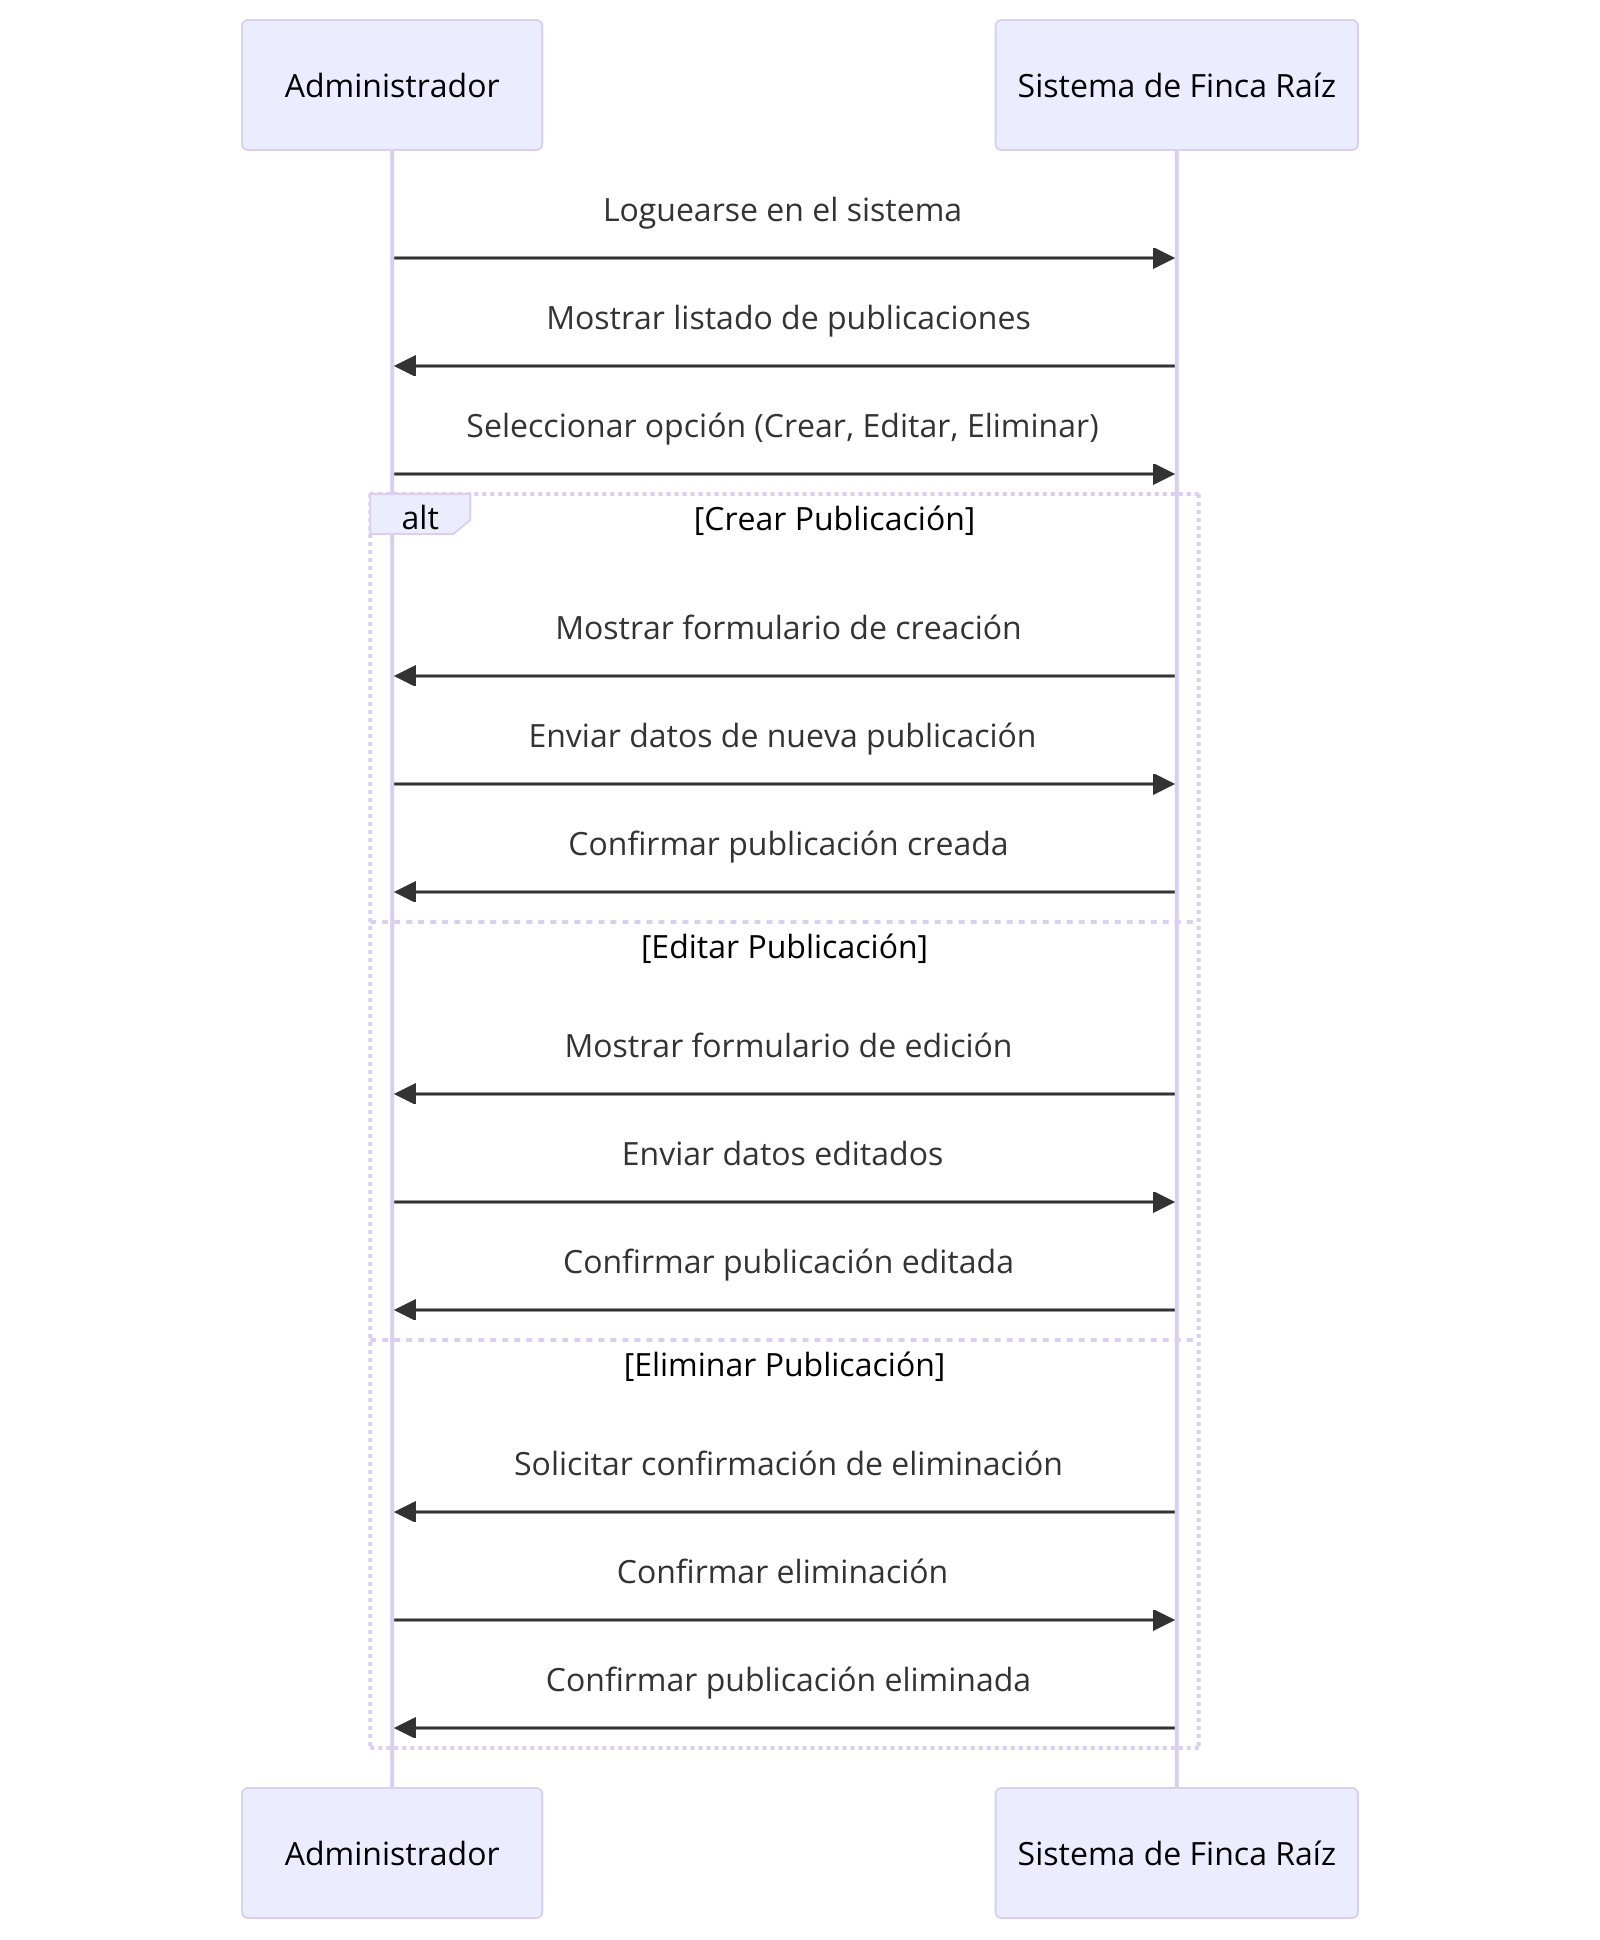 Administrador
Sistema de Finca Raíz
Loguearse en el sistema
Mostrar listado de publicaciones
Seleccionar opción (Crear, Editar, Eliminar)
alt
[Crear Publicación]
Mostrar formulario de creación
Enviar datos de nueva publicación
Confirmar publicación creada
[Editar Publicación]
Mostrar formulario de edición
Enviar datos editados
Confirmar publicación editada
[Eliminar Publicación]
Solicitar confirmación de eliminación
Confirmar eliminación
Confirmar publicación eliminada
Administrador
Sistema de Finca Raíz